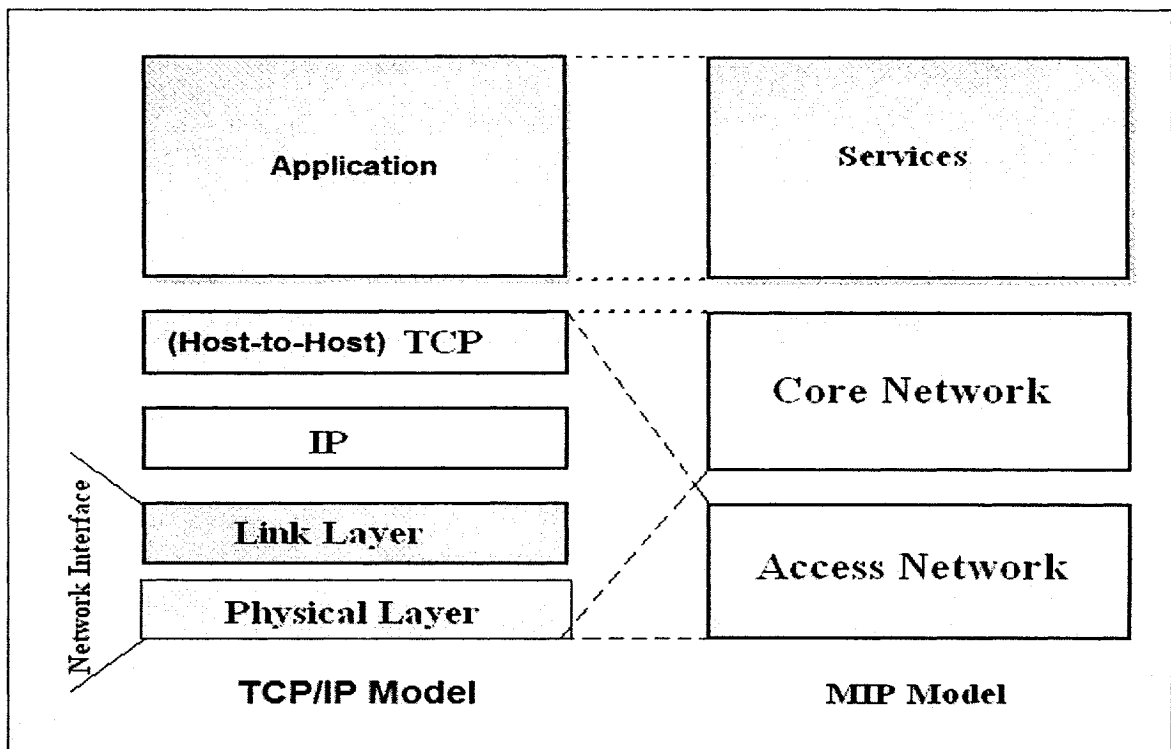 Application
Services
(Host-to-Host) TCP
Core Network
IP
Network Interface
Link Layer
Access Network
Physical Layer
TCP/IP Model
MIP Model